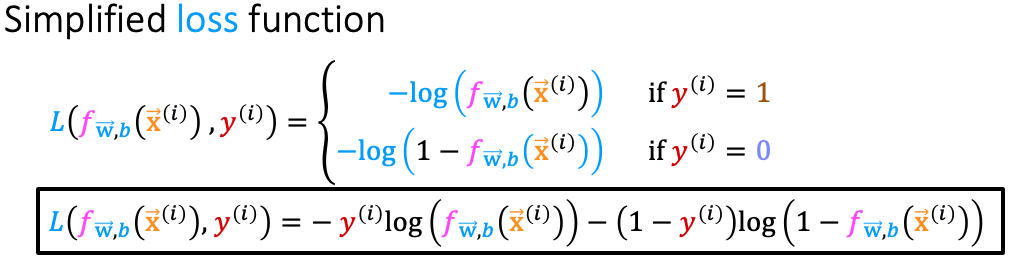 Simplified loss function
L(f_{w⃗,b}(x⃗^{(i)}), y^{(i)}) = { −log(f_{w⃗,b}(x⃗^{(i)})) if y^{(i)} = 1
−log(1 − f_{w⃗,b}(x⃗^{(i)})) if y^{(i)} = 0
L(f_{w⃗,b}(x⃗^{(i)}), y^{(i)}) = − y^{(i)}log(f_{w⃗,b}(x⃗^{(i)})) − (1 − y^{(i)})log(1 − f_{w⃗,b}(x⃗^{(i)}))